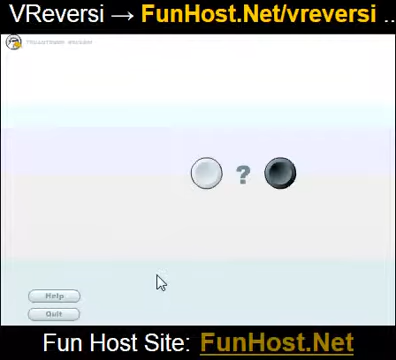 VReversi → FunHost.Net/vreversi ..
?
Help
Quit
Fun Host Site: FunHost.Net